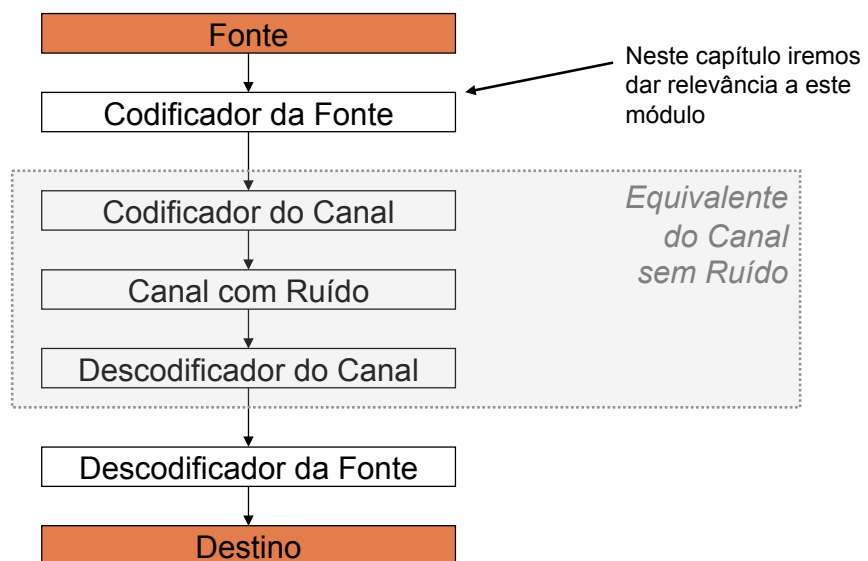 Fonte
Neste capítulo iremos
dar relevância a este
módulo
Codificador da Fonte
Codificador do Canal
Equivalente
do Canal
sem Ruído
Canal com Ruído
Descodificador do Canal
Descodificador da Fonte
Destino